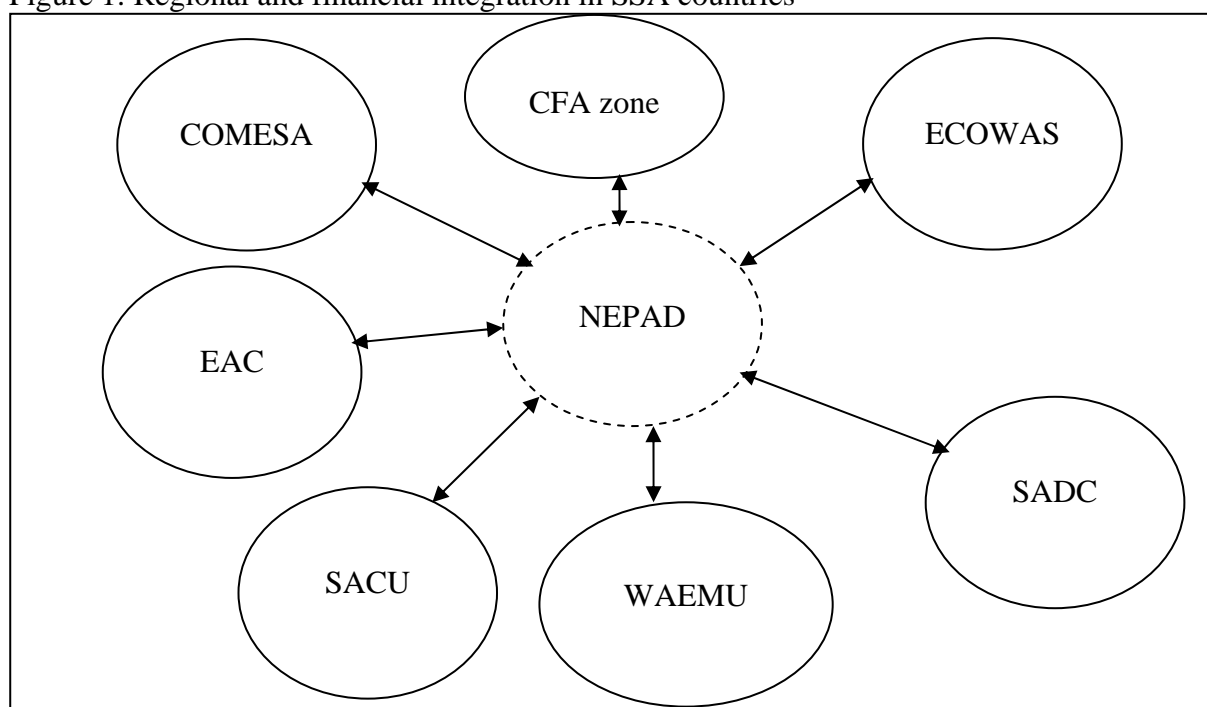 Figure 1: Regional and financial integration in SSA countries
CFA zone
COMESA
ECOWAS
NEPAD
EAC
SADC
SACU
WAEMU